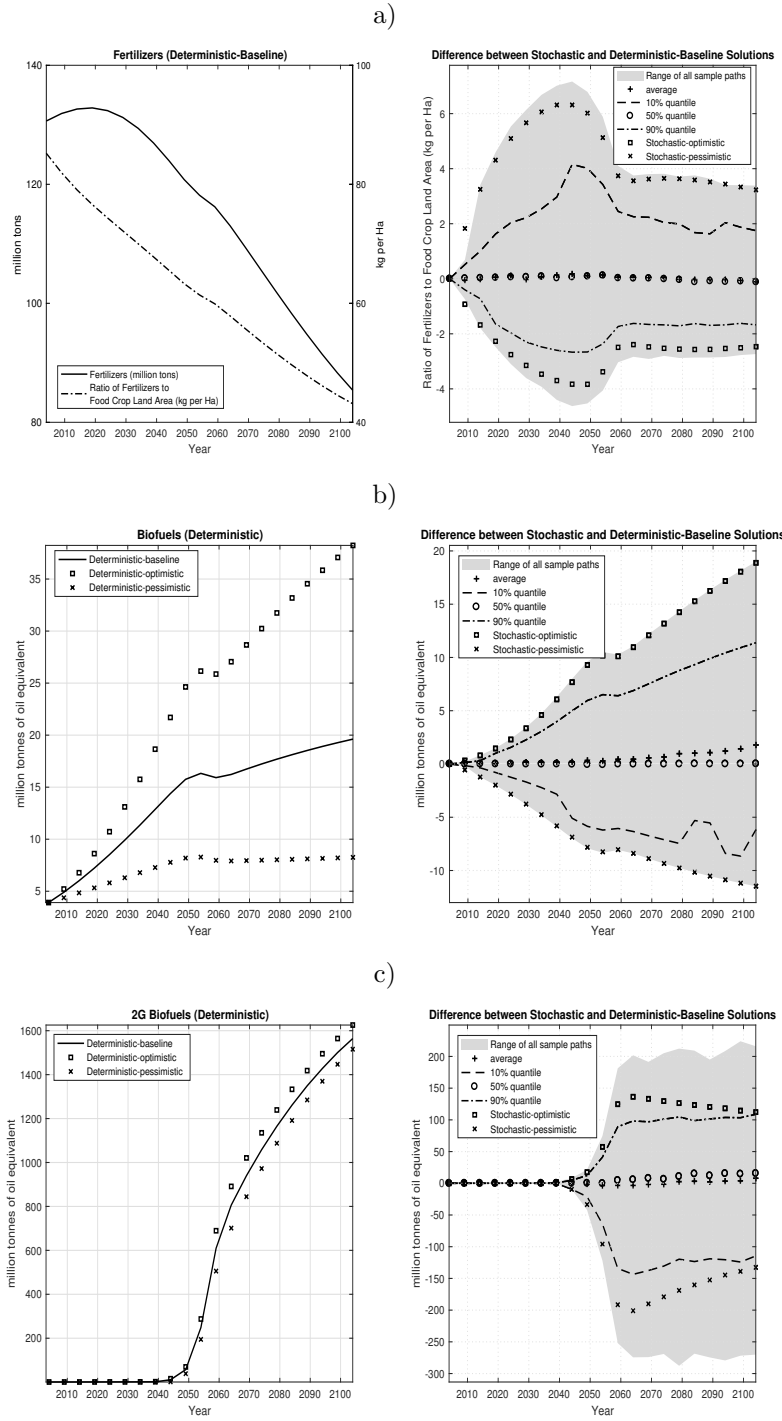 a)
Fertilizers (Deterministic-Baseline)
140
120
100
80
million tons
100
80
60
40
kg per Ha
Fertilizers (million tons)
Ratio of Fertilizers to
Food Crop Land Area (kg per Ha)
2010 2020 2030 2040 2050 2060 2070 2080 2090 2100
Year
Difference between Stochastic and Deterministic-Baseline Solutions
6
4
2
0
-2
-4
Ratio of Fertilizers to Food Crop Land Area (kg per Ha)
Range of all sample paths
average
10% quantile
50% quantile
90% quantile
Stochastic-optimistic
Stochastic-pessimistic
2010 2020 2030 2040 2050 2060 2070 2080 2090 2100
Year
b)
Biofuels (Deterministic)
35
30
25
20
15
10
5
million tonnes of oil equivalent
Deterministic-baseline
Deterministic-optimistic
Deterministic-pessimistic
2010 2020 2030 2040 2050 2060 2070 2080 2090 2100
Year
Difference between Stochastic and Deterministic-Baseline Solutions
20
15
10
5
0
-5
-10
million tonnes of oil equivalent
Range of all sample paths
average
10% quantile
50% quantile
90% quantile
Stochastic-optimistic
Stochastic-pessimistic
2010 2020 2030 2040 2050 2060 2070 2080 2090 2100
Year
c)
2G Biofuels (Deterministic)
1600
1400
1200
1000
800
600
400
200
million tonnes of oil equivalent
Deterministic-baseline
Deterministic-optimistic
Deterministic-pessimistic
2010 2020 2030 2040 2050 2060 2070 2080 2090 2100
Year
Difference between Stochastic and Deterministic-Baseline Solutions
200
150
100
50
0
-50
-100
-150
-200
-250
-300
million tonnes of oil equivalent
Range of all sample paths
average
10% quantile
50% quantile
90% quantile
Stochastic-optimistic
Stochastic-pessimistic
2010 2020 2030 2040 2050 2060 2070 2080 2090 2100
Year